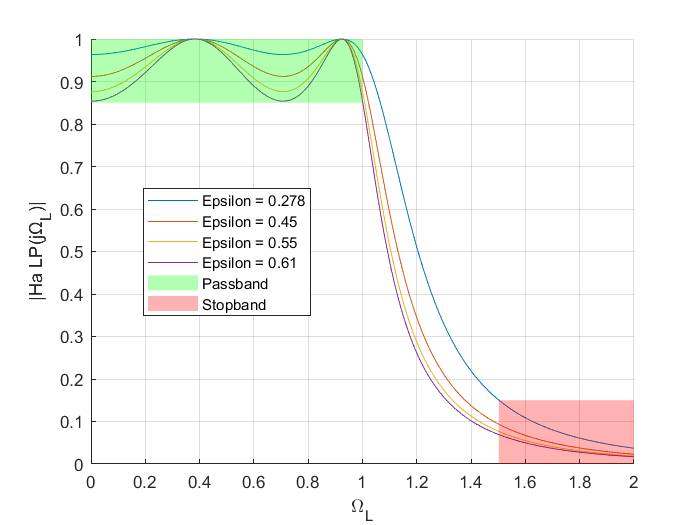 1
0.9
0.8
0.7
0.6
0.5
0.4
0.3
0.2
0.1
0
|Ha LP(jΩ_L)|
Epsilon = 0.278
Epsilon = 0.45
Epsilon = 0.55
Epsilon = 0.61
Passband
Stopband
0 0.2 0.4 0.6 0.8 1 1.2 1.4 1.6 1.8 2
Ω_L